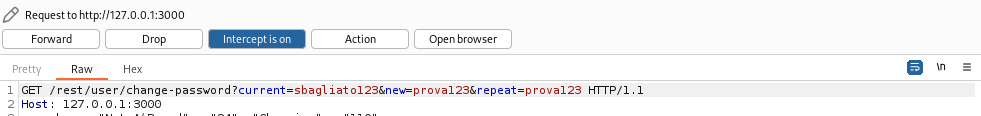 Request to http://127.0.0.1:3000
Forward Drop Intercept is on Action Open browser
Pretty Raw Hex \n
1 GET /rest/user/change-password?current=sbagliato123&new=prova123&repeat=prova123 HTTP/1.1
2 Host: 127.0.0.1:3000